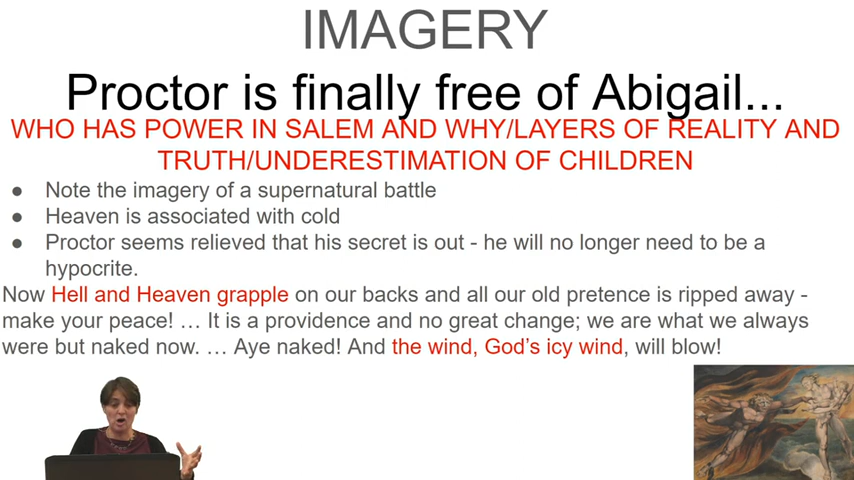 IMAGERY
Proctor is finally free of Abigail...
WHO HAS POWER IN SALEM AND WHY/LAYERS OF REALITY AND
TRUTH/UNDERESTIMATION OF CHILDREN
● Note the imagery of a supernatural battle
● Heaven is associated with cold
● Proctor seems relieved that his secret is out - he will no longer need to be a
hypocrite.
Now Hell and Heaven grapple on our backs and all our old pretence is ripped away -
make your peace! … It is a providence and no great change; we are what we always
were but naked now. … Aye naked! And the wind, God's icy wind, will blow!